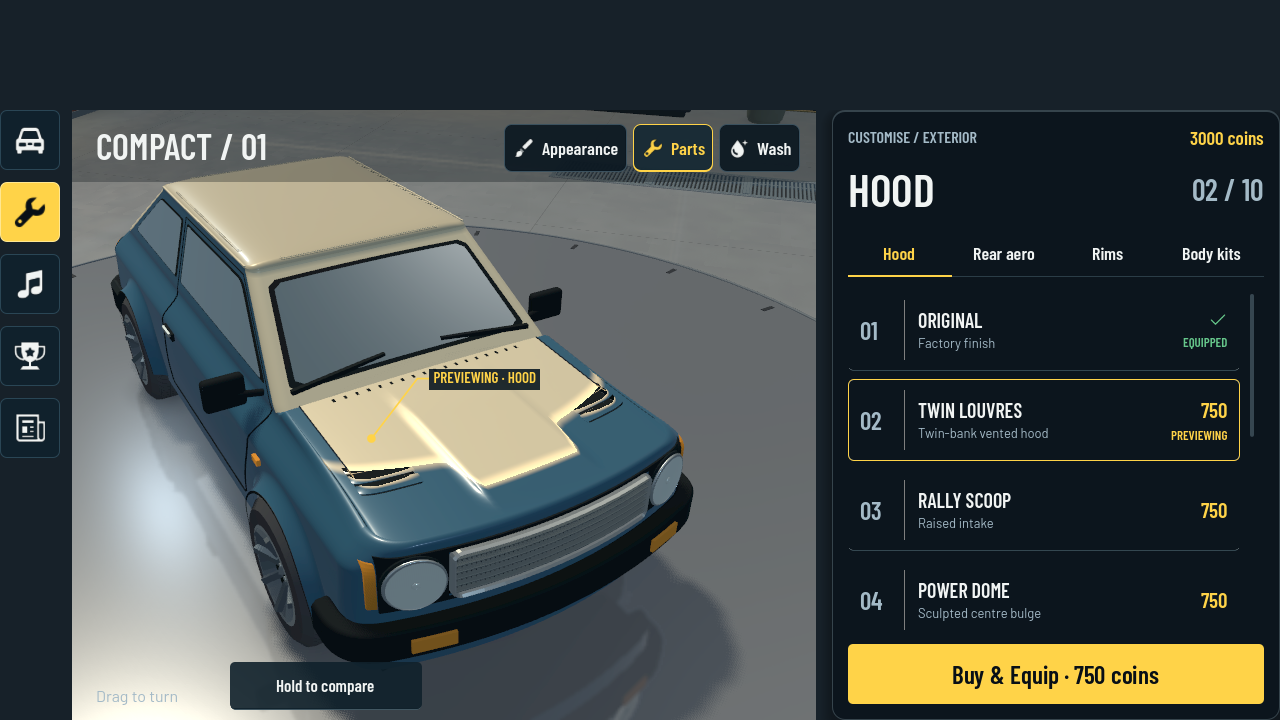 COMPACT / 01
Appearance
Parts
Wash
PREVIEWING · HOOD
Drag to turn
Hold to compare
CUSTOMISE / EXTERIOR
3000 coins
HOOD
02 / 10
Hood
Rear aero
Rims
Body kits
01
ORIGINAL
Factory finish
EQUIPPED
02
TWIN LOUVRES
Twin-bank vented hood
750
PREVIEWING
03
RALLY SCOOP
Raised intake
750
04
POWER DOME
Sculpted centre bulge
750
Buy & Equip · 750 coins